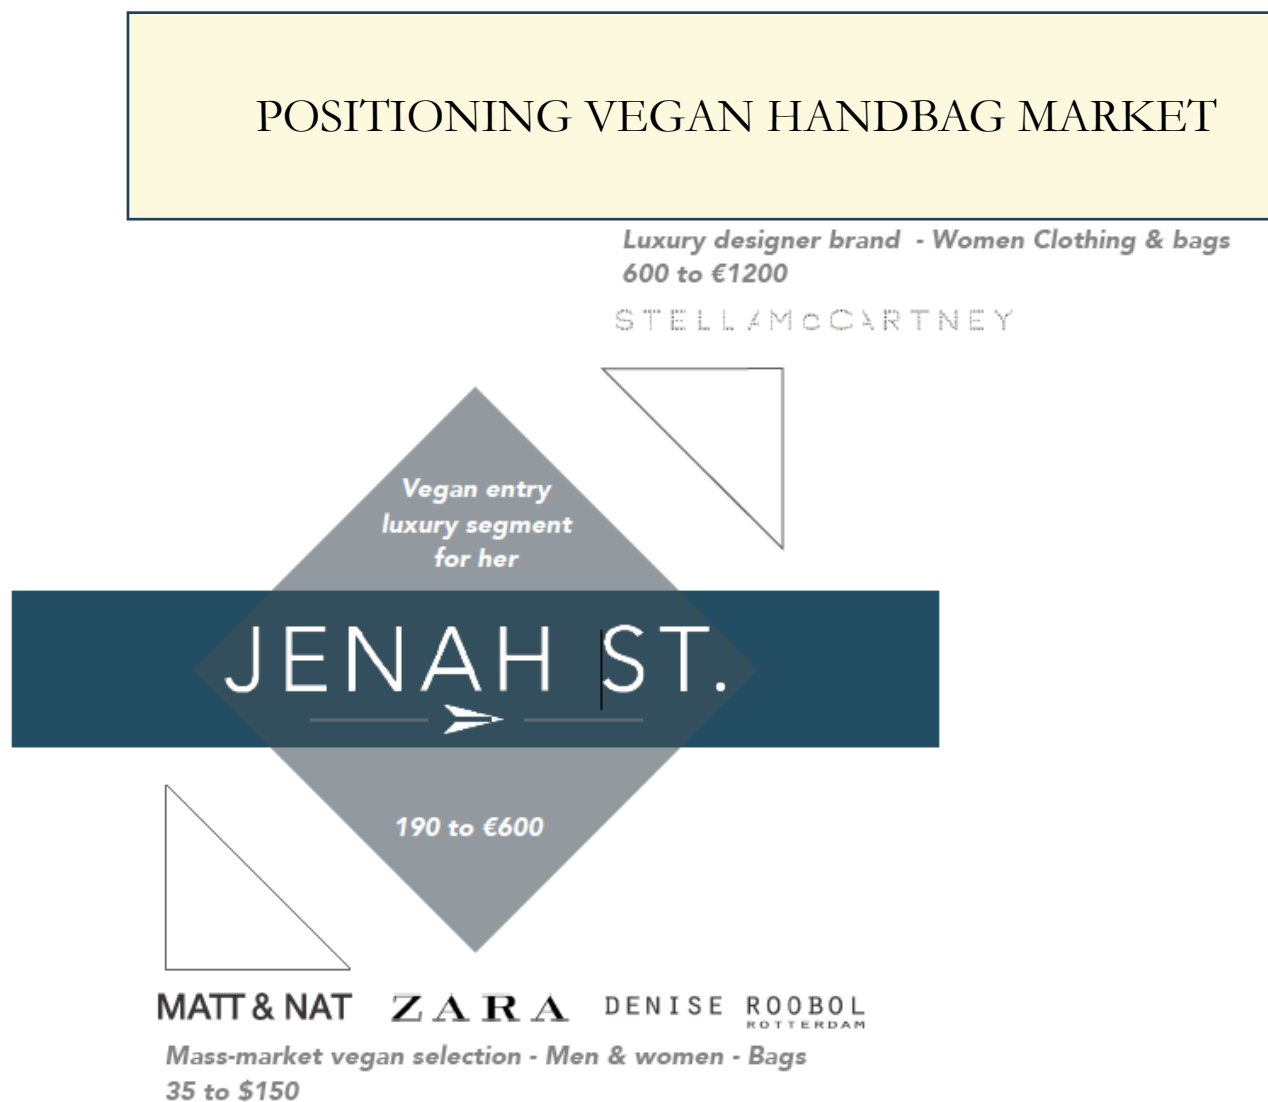 POSITIONING VEGAN HANDBAG MARKET
Luxury designer brand - Women Clothing & bags
600 to €1200
STELLAMcCARTNEY
Vegan entry
luxury segment
for her
JENAH ST.
190 to €600
MATT & NAT ZARA DENISE ROOBOL
ROTTERDAM
Mass-market vegan selection - Men & women - Bags
35 to $150